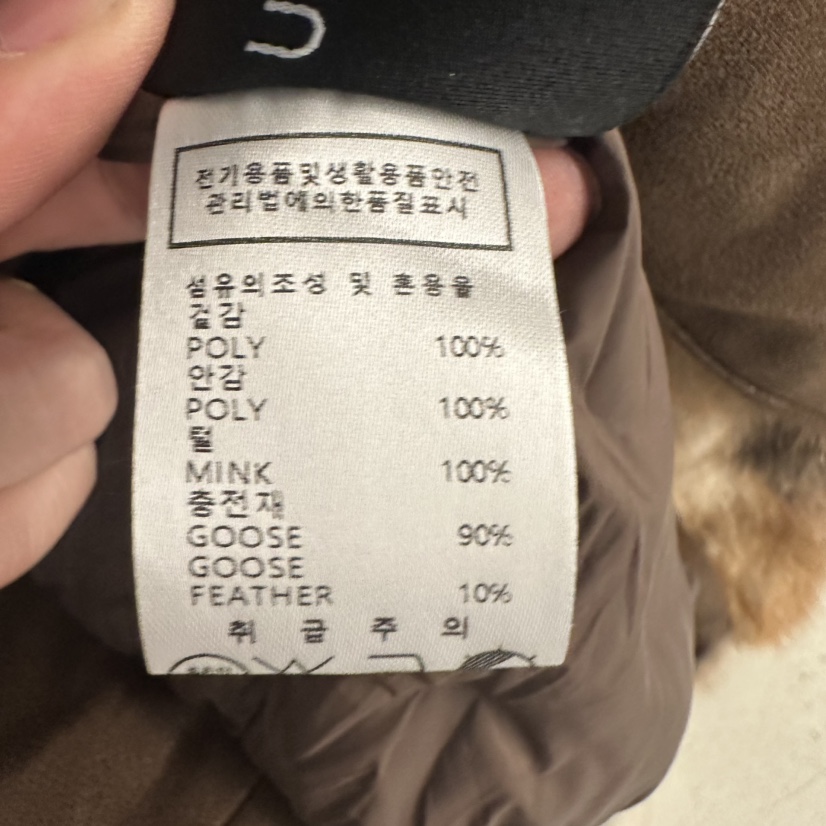 전기용품및생활용품안전
관리법에의한품질표시
섬유의조성 및 혼용율
겉감
POLY 100%
안감
POLY 100%
털
MINK 100%
충전재
GOOSE 90%
GOOSE
FEATHER 10%
취 급 주 의